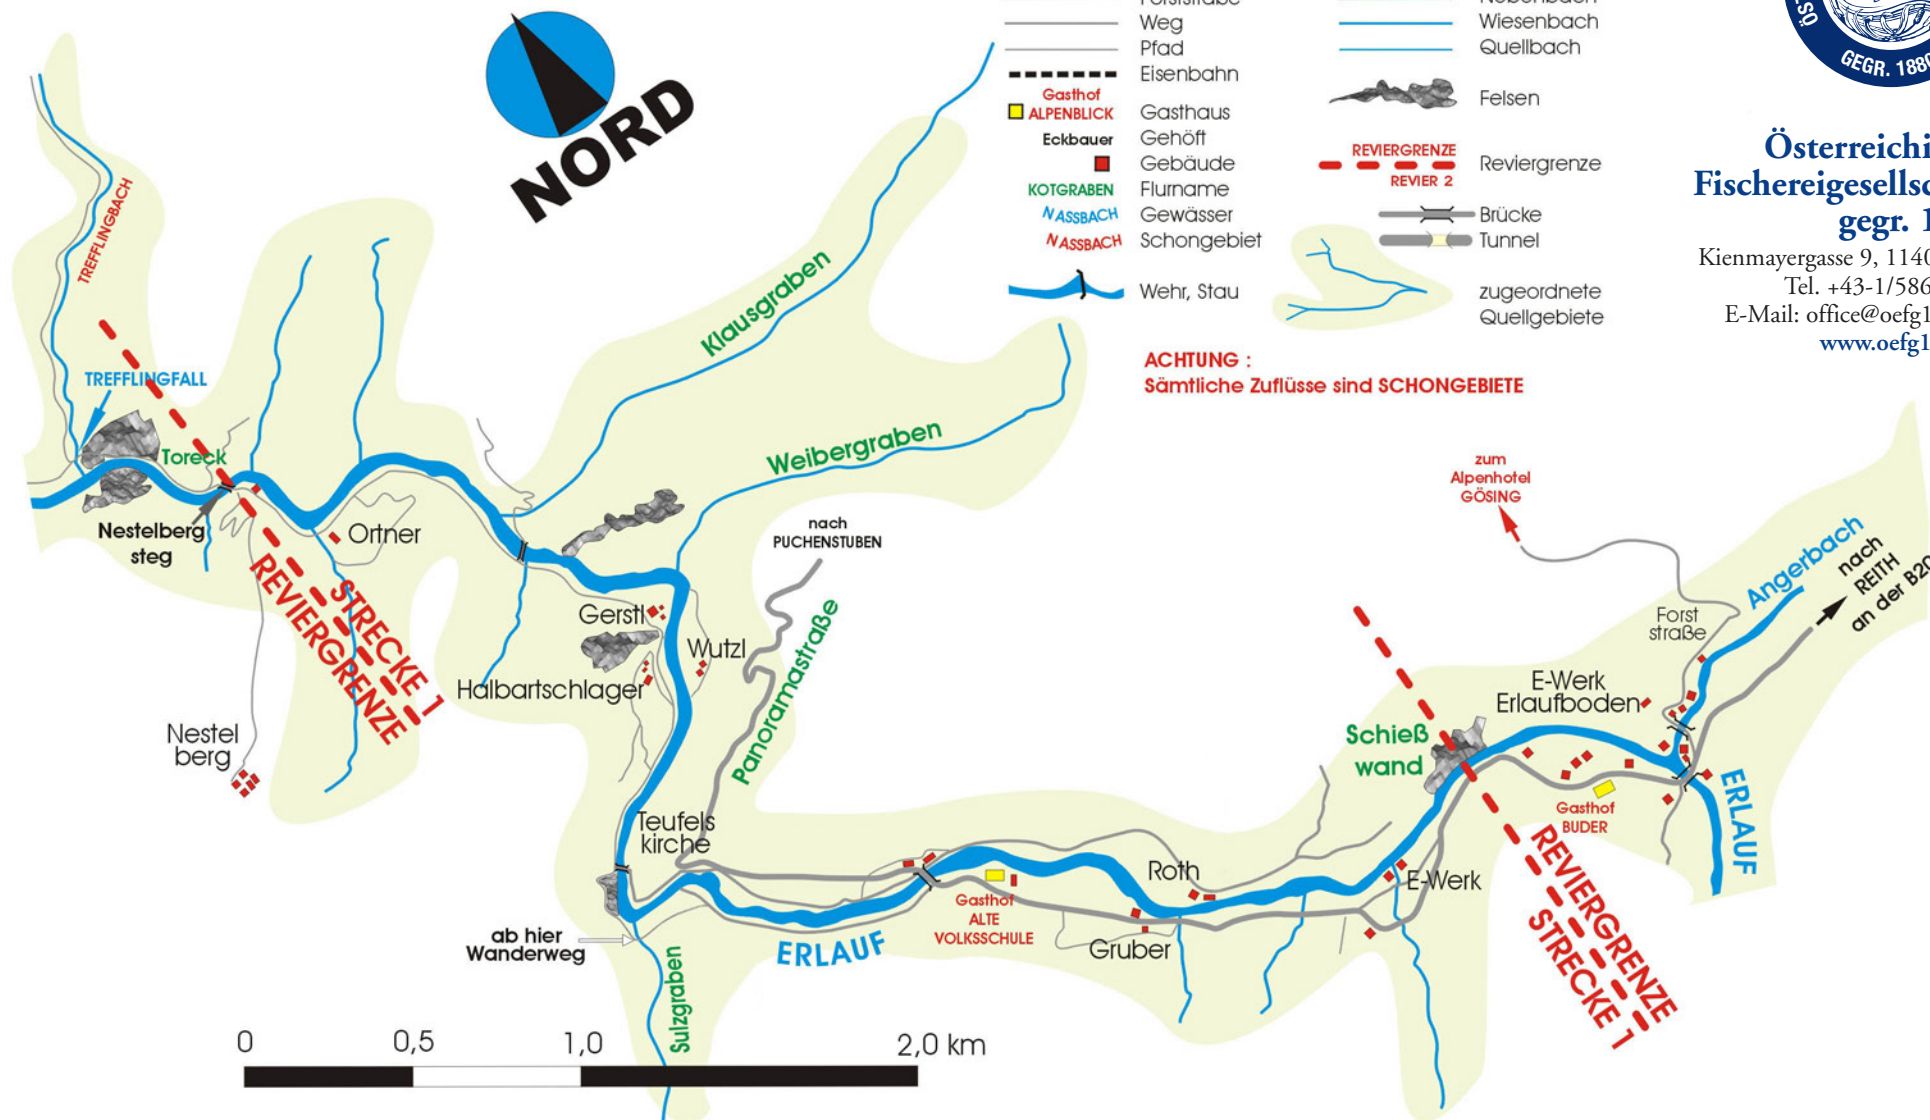 NORD
Weg
Pfad
Eisenbahn
Gasthof
ALPENBLICK
Gasthaus
Eckbauer
Gehöft
Gebäude
KOTGRABEN
Flurname
NASSBACH
Gewässer
NASSBACH
Schongebiet
Wehr, Stau
Wiesenbach
Quellbach
Felsen
REVIERGRENZE
REVIER 2
Reviergrenze
Brücke
Tunnel
zugeordnete
Quellgebiete
ACHTUNG :
Sämtliche Zuflüsse sind SCHONGEBIETE
GEGR. 1880
Österreichi
Fischereigesellsc
gegr. 1
Kienmayergasse 9, 1140
Tel. +43-1/586
E-Mail: office@oefg1
www.oefg1
TREFFLINGBACH
TREFFLINGFALL
Toreck
Nestelberg
steg
Ortner
STRECKE 1
REVIERGRENZE
Nestel
berg
Klausgraben
Weibergraben
nach
PUCHENSTUBEN
Gerstl
Wutzl
Halbartschlager
Panoramastraße
Teufels
kirche
ab hier
Wanderweg
Sulzgraben
ERLAUF
Gasthof
ALTE
VOLKSSCHULE
Roth
Gruber
E-Werk
Schieß
wand
zum
Alpenhotel
GÖSING
Forst
straße
Angerbach
nach
REITH
an der B20
E-Werk
Erlaufboden
Gasthof
BUDER
ERLAUF
REVIERGRENZE
STRECKE 1
0
0,5
1,0
2,0 km